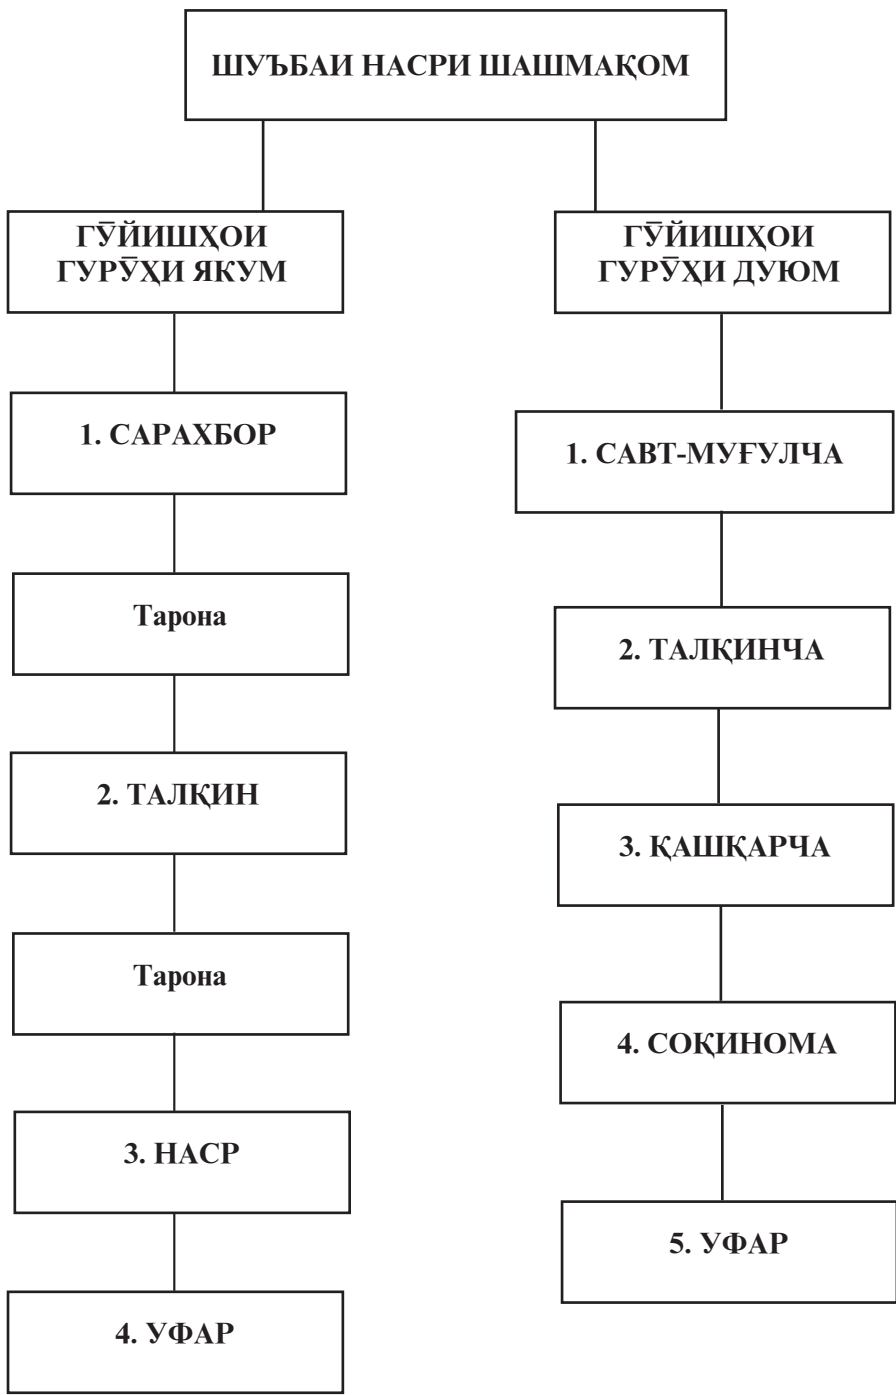 ШУЪБАИ НАСРИ ШАШМАҚОМ
ГӮЙИШҲОИ
ГУРӮҲИ ЯКУМ
1. САРАХБОР
Тарона
2. ТАЛҚИН
Тарона
3. НАСР
4. УФАР
ГӮЙИШҲОИ
ГУРӮҲИ ДУЮМ
1. САВТ-МУҒУЛЧА
2. ТАЛҚИНЧА
3. ҚАШҚАРЧА
4. СОҚИНОМА
5. УФАР